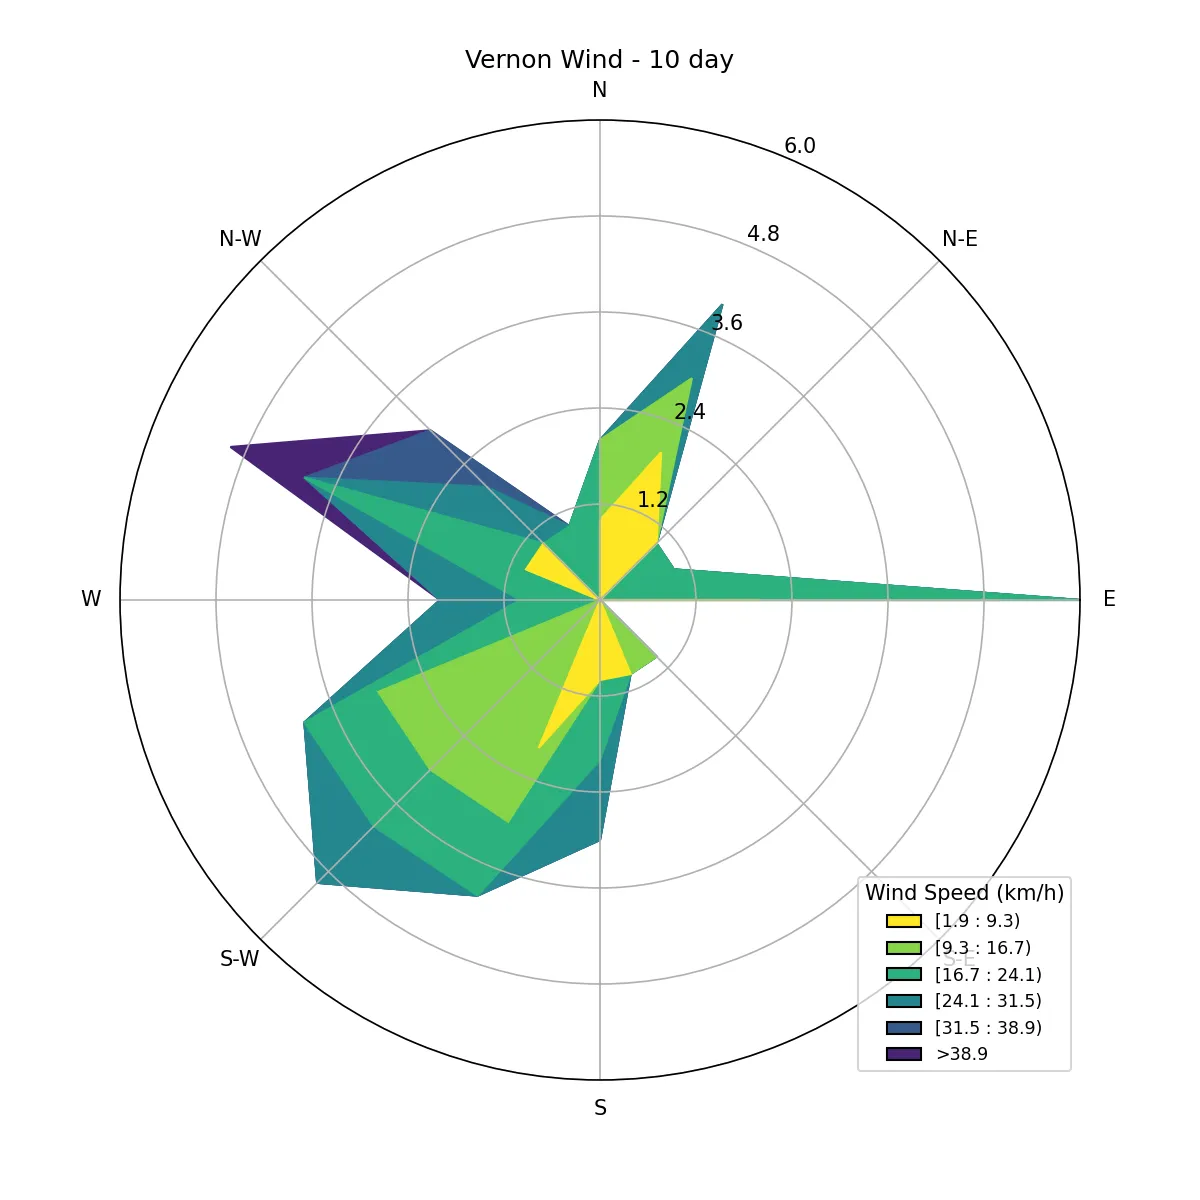 Vernon Wind - 10 day
N
6.0
N-W
4.8
N-E
3.6
2.4
1.2
W
E
S-W
S-E
Wind Speed (km/h)
[1.9 : 9.3)
[9.3 : 16.7)
[16.7 : 24.1)
[24.1 : 31.5)
[31.5 : 38.9)
>38.9
S